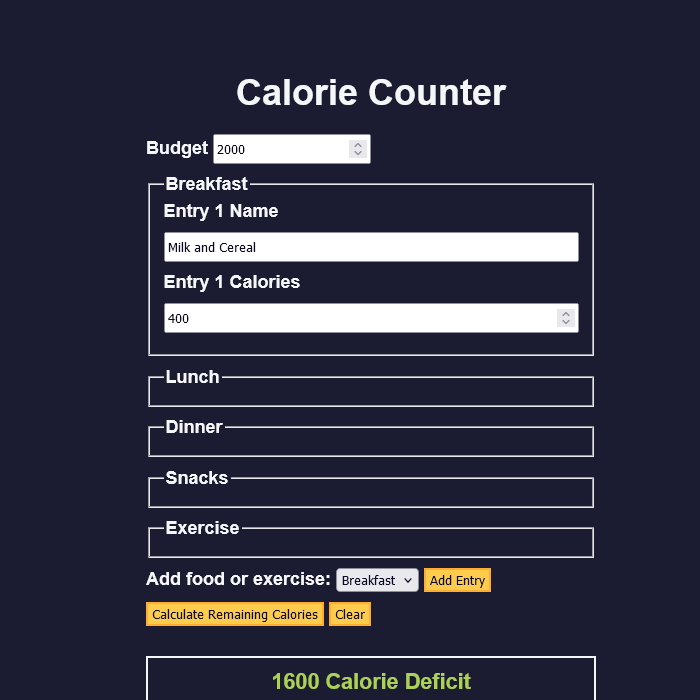 Calorie Counter
Budget 2000
Breakfast
Entry 1 Name
Milk and Cereal
Entry 1 Calories
400
Lunch
Dinner
Snacks
Exercise
Add food or exercise: Breakfast Add Entry
Calculate Remaining Calories Clear
1600 Calorie Deficit